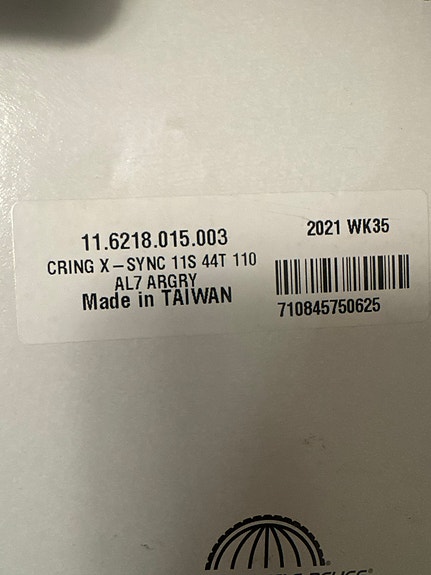 11.6218.015.003
CRING X-SYNC 11S 44T 110
AL7 ARGRY
Made in TAIWAN
2021 WK35
710845750625